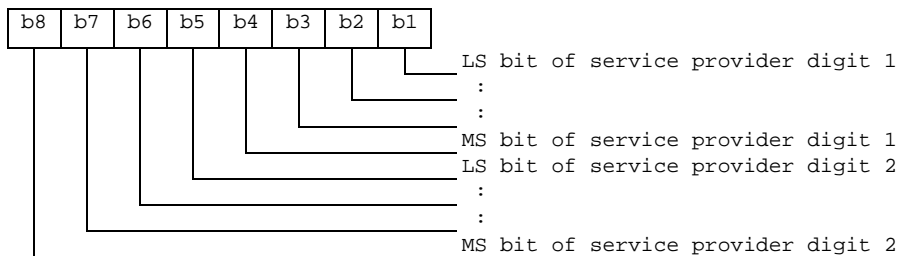 b8 b7 b6 b5 b4 b3 b2 b1
LS bit of service provider digit 1
:
:
MS bit of service provider digit 1
LS bit of service provider digit 2
:
:
MS bit of service provider digit 2